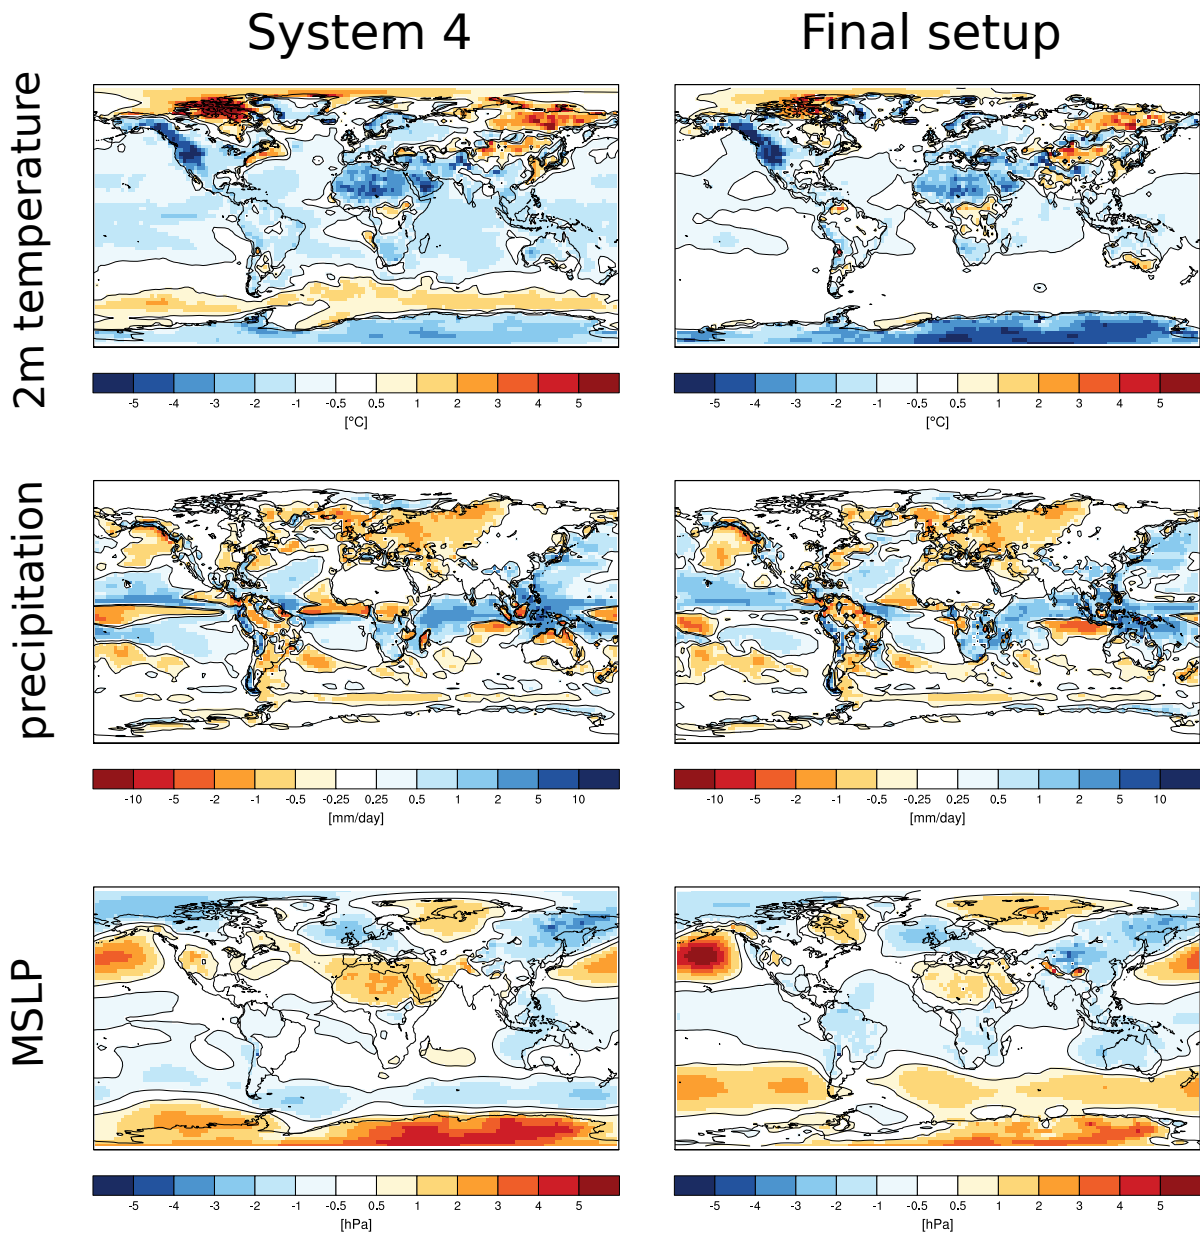 System 4 Final setup
2m temperature
-5 -4 -3 -2 -1 -0.5 0.5 1 2 3 4 5
[°C]
-5 -4 -3 -2 -1 -0.5 0.5 1 2 3 4 5
[°C]
precipitation
-10 -5 -2 -1 -0.5 -0.25 0.25 0.5 1 2 5 10
[mm/day]
-10 -5 -2 -1 -0.5 -0.25 0.25 0.5 1 2 5 10
[mm/day]
MSLP
-5 -4 -3 -2 -1 -0.5 0.5 1 2 3 4 5
[hPa]
-5 -4 -3 -2 -1 -0.5 0.5 1 2 3 4 5
[hPa]